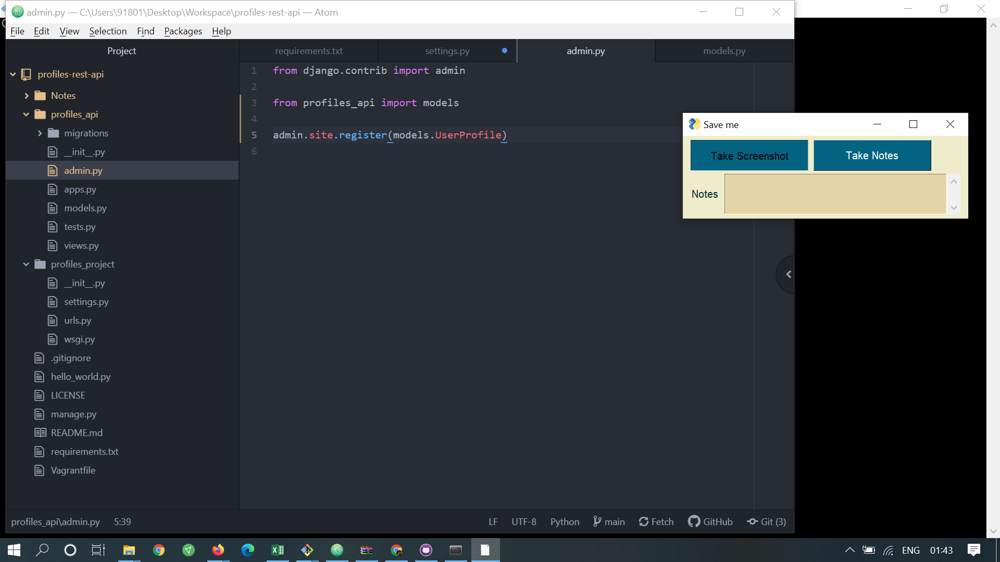 admin.py — C:\Users\91801\Desktop\Workspace\profiles-rest-api — Atom
File Edit View Selection Find Packages Help
Project
requirements.txt settings.py admin.py models.py
profiles-rest-api
Notes
profiles_api
migrations
__init__.py
admin.py
apps.py
models.py
tests.py
views.py
profiles_project
__init__.py
settings.py
urls.py
wsgi.py
.gitignore
hello_world.py
LICENSE
manage.py
README.md
requirements.txt
Vagrantfile
1 from django.contrib import admin
2
3 from profiles_api import models
4
5 admin.site.register(models.UserProfile)
6
Save me
Take Screenshot Take Notes
Notes
profiles_api\admin.py 5:39 LF UTF-8 Python main Fetch GitHub Git (3)
ENG 01:43